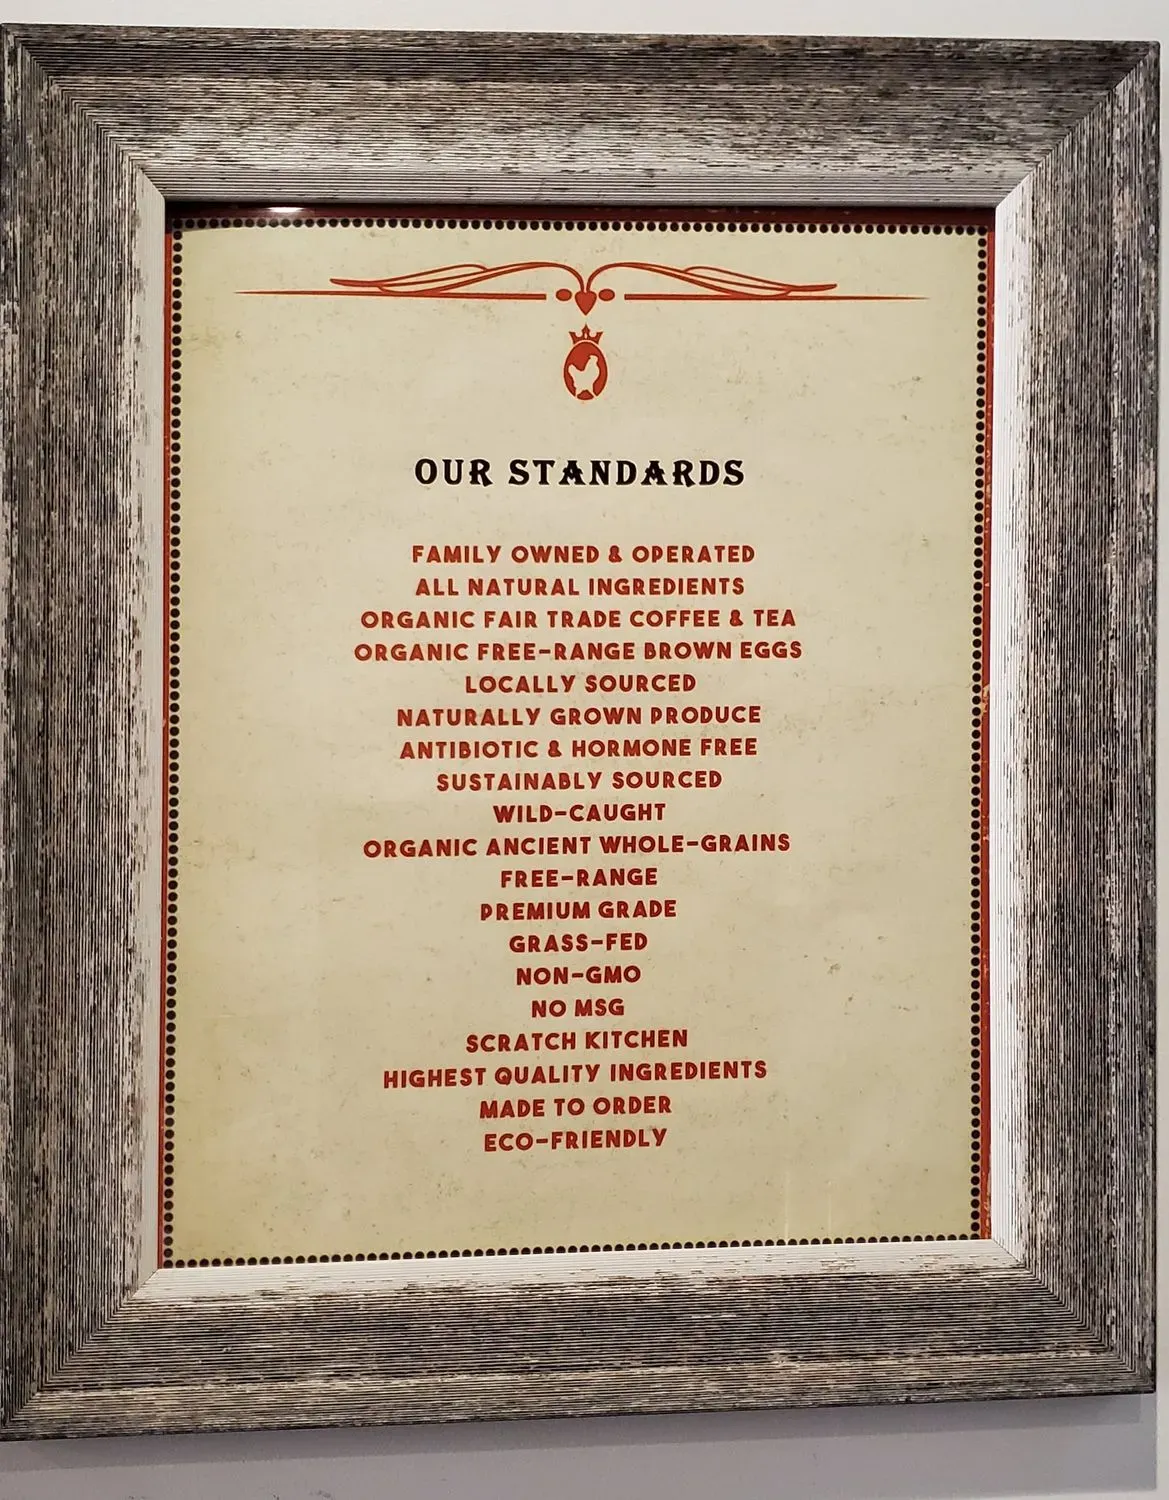 OUR STANDARDS
FAMILY OWNED & OPERATED
ALL NATURAL INGREDIENTS
ORGANIC FAIR TRADE COFFEE & TEA
ORGANIC FREE-RANGE BROWN EGGS
LOCALLY SOURCED
NATURALLY GROWN PRODUCE
ANTIBIOTIC & HORMONE FREE
SUSTAINABLY SOURCED
WILD-CAUGHT
ORGANIC ANCIENT WHOLE-GRAINS
FREE-RANGE
PREMIUM GRADE
GRASS-FED
NON-GMO
NO MSG
SCRATCH KITCHEN
HIGHEST QUALITY INGREDIENTS
MADE TO ORDER
ECO-FRIENDLY